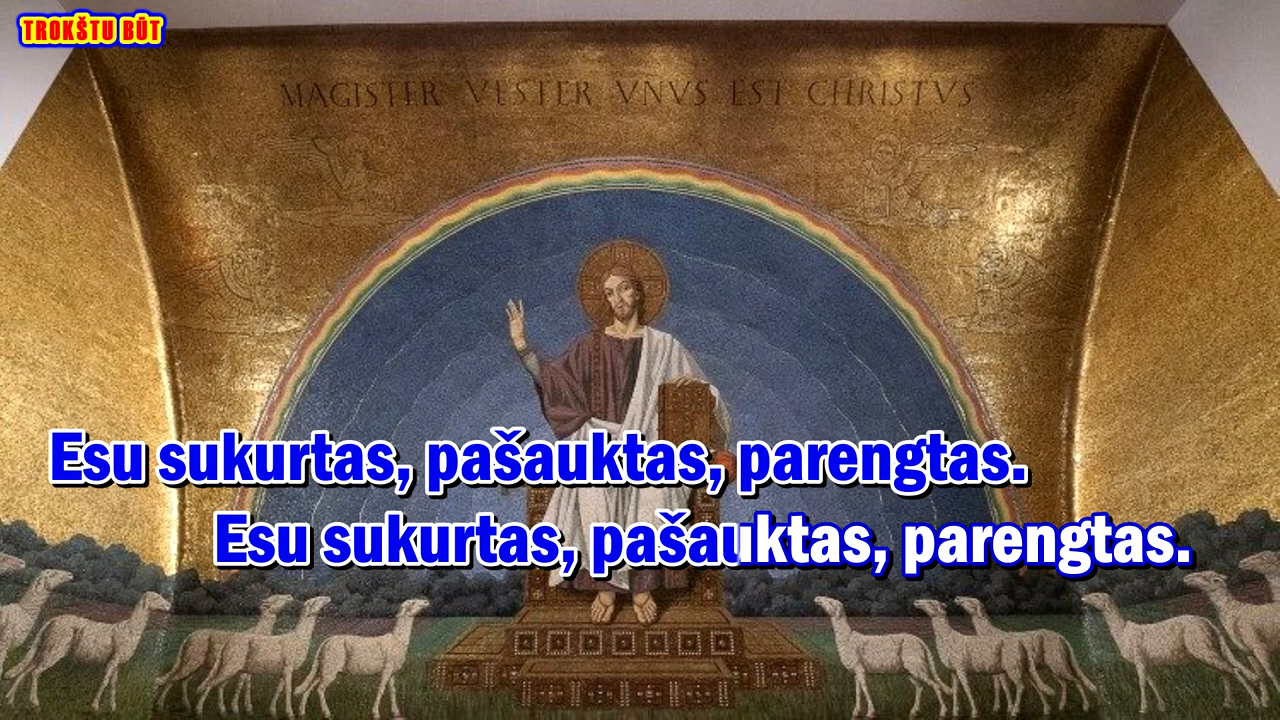 TROKŠTU BŪT
MAGISTER VESTER VNVS EST CHRISTVS
Esu sukurtas, pašauktas, parengtas.
Esu sukurtas, pašauktas, parengtas.